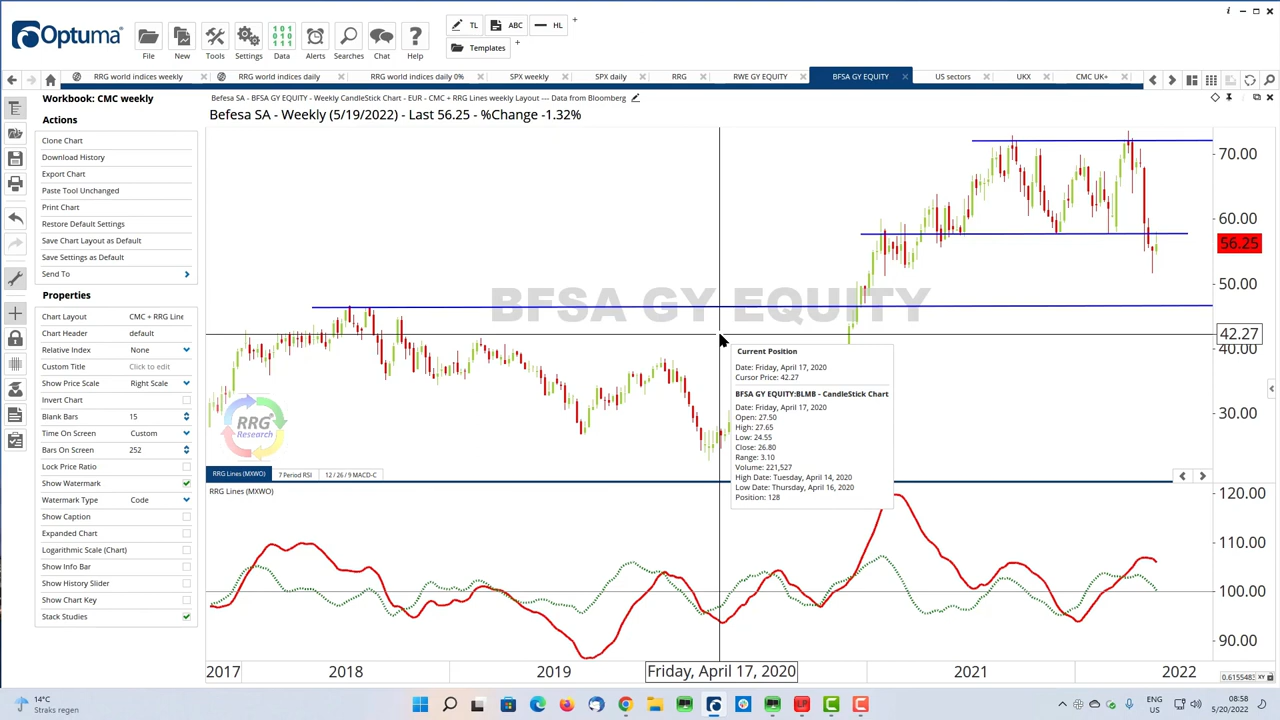 Optuma
File
New
Tools
Settings
Data
Alerts
Searches
Chat
Help
TL
ABC
HL
+
Templates
+
RRG world indices weekly
RRG world indices daily
RRG world indices daily 0%
SPX weekly
SPX daily
RRG
RWE GY EQUITY
BFSA GY EQUITY
US sectors
UKX
CMC UK+
Workbook: CMC weekly
Befesa SA - BFSA GY EQUITY - Weekly CandleStick Chart - EUR - CMC + RRG Lines weekly Layout --- Data from Bloomberg
Befesa SA - Weekly (5/19/2022) - Last 56.25 - %Change -1.32%
Actions
Clone Chart
Download History
Export Chart
Paste Tool Unchanged
Print Chart
Restore Default Settings
Save Chart Layout as Default
Save Settings as Default
Send To
Properties
Chart Layout CMC + RRG Line
Chart Header default
Relative Index None
Custom Title Click to edit
Show Price Scale Right Scale
Invert Chart
Blank Bars 15
Time On Screen Custom
Bars On Screen 252
Lock Price Ratio
Show Watermark
Watermark Type Code
Show Caption
Expanded Chart
Logarithmic Scale (Chart)
Show Info Bar
Show History Slider
Show Chart Key
Stack Studies
70.00
60.00
56.25
50.00
42.27
40.00
30.00
BFSA GY EQUITY
Current Position
Date: Friday, April 17, 2020
Cursor Price: 42.27
BFSA GY EQUITY:BLMB - CandleStick Chart
Date: Friday, April 17, 2020
Open: 27.50
High: 27.65
Low: 24.55
Close: 26.80
Range: 3.10
Volume: 221,527
High Date: Tuesday, April 14, 2020
Low Date: Thursday, April 16, 2020
Position: 128
RRG
Research
RRG Lines (MXWO)
7 Period RSI
12 / 26 / 9 MACD-C
RRG Lines (MXWO)
120.00
110.00
100.00
90.00
2017
2018
2019
Friday, April 17, 2020
2021
2022
0.6155483 XY
14°C
Straks regen
ENG
US
08:58
5/20/2022